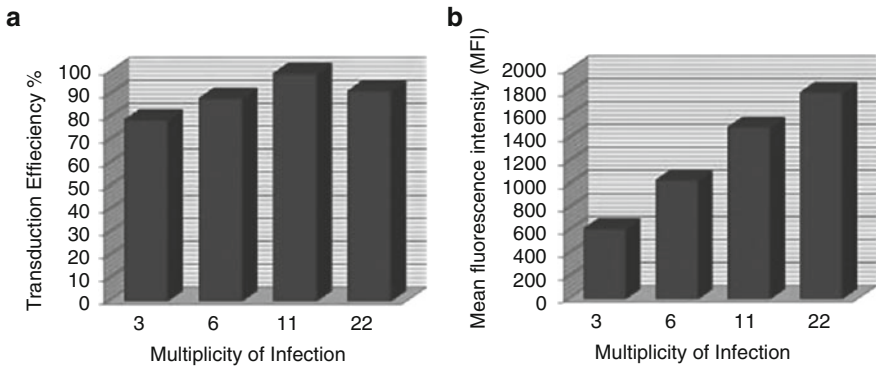 a
Transduction Effieciency %
100
90
80
70
60
50
40
30
20
10
0
3 6 11 22
Multiplicity of Infection
b
Mean fluorescence intensity (MFI)
2000
1800
1600
1400
1200
1000
800
600
400
200
0
3 6 11 22
Multiplicity of Infection